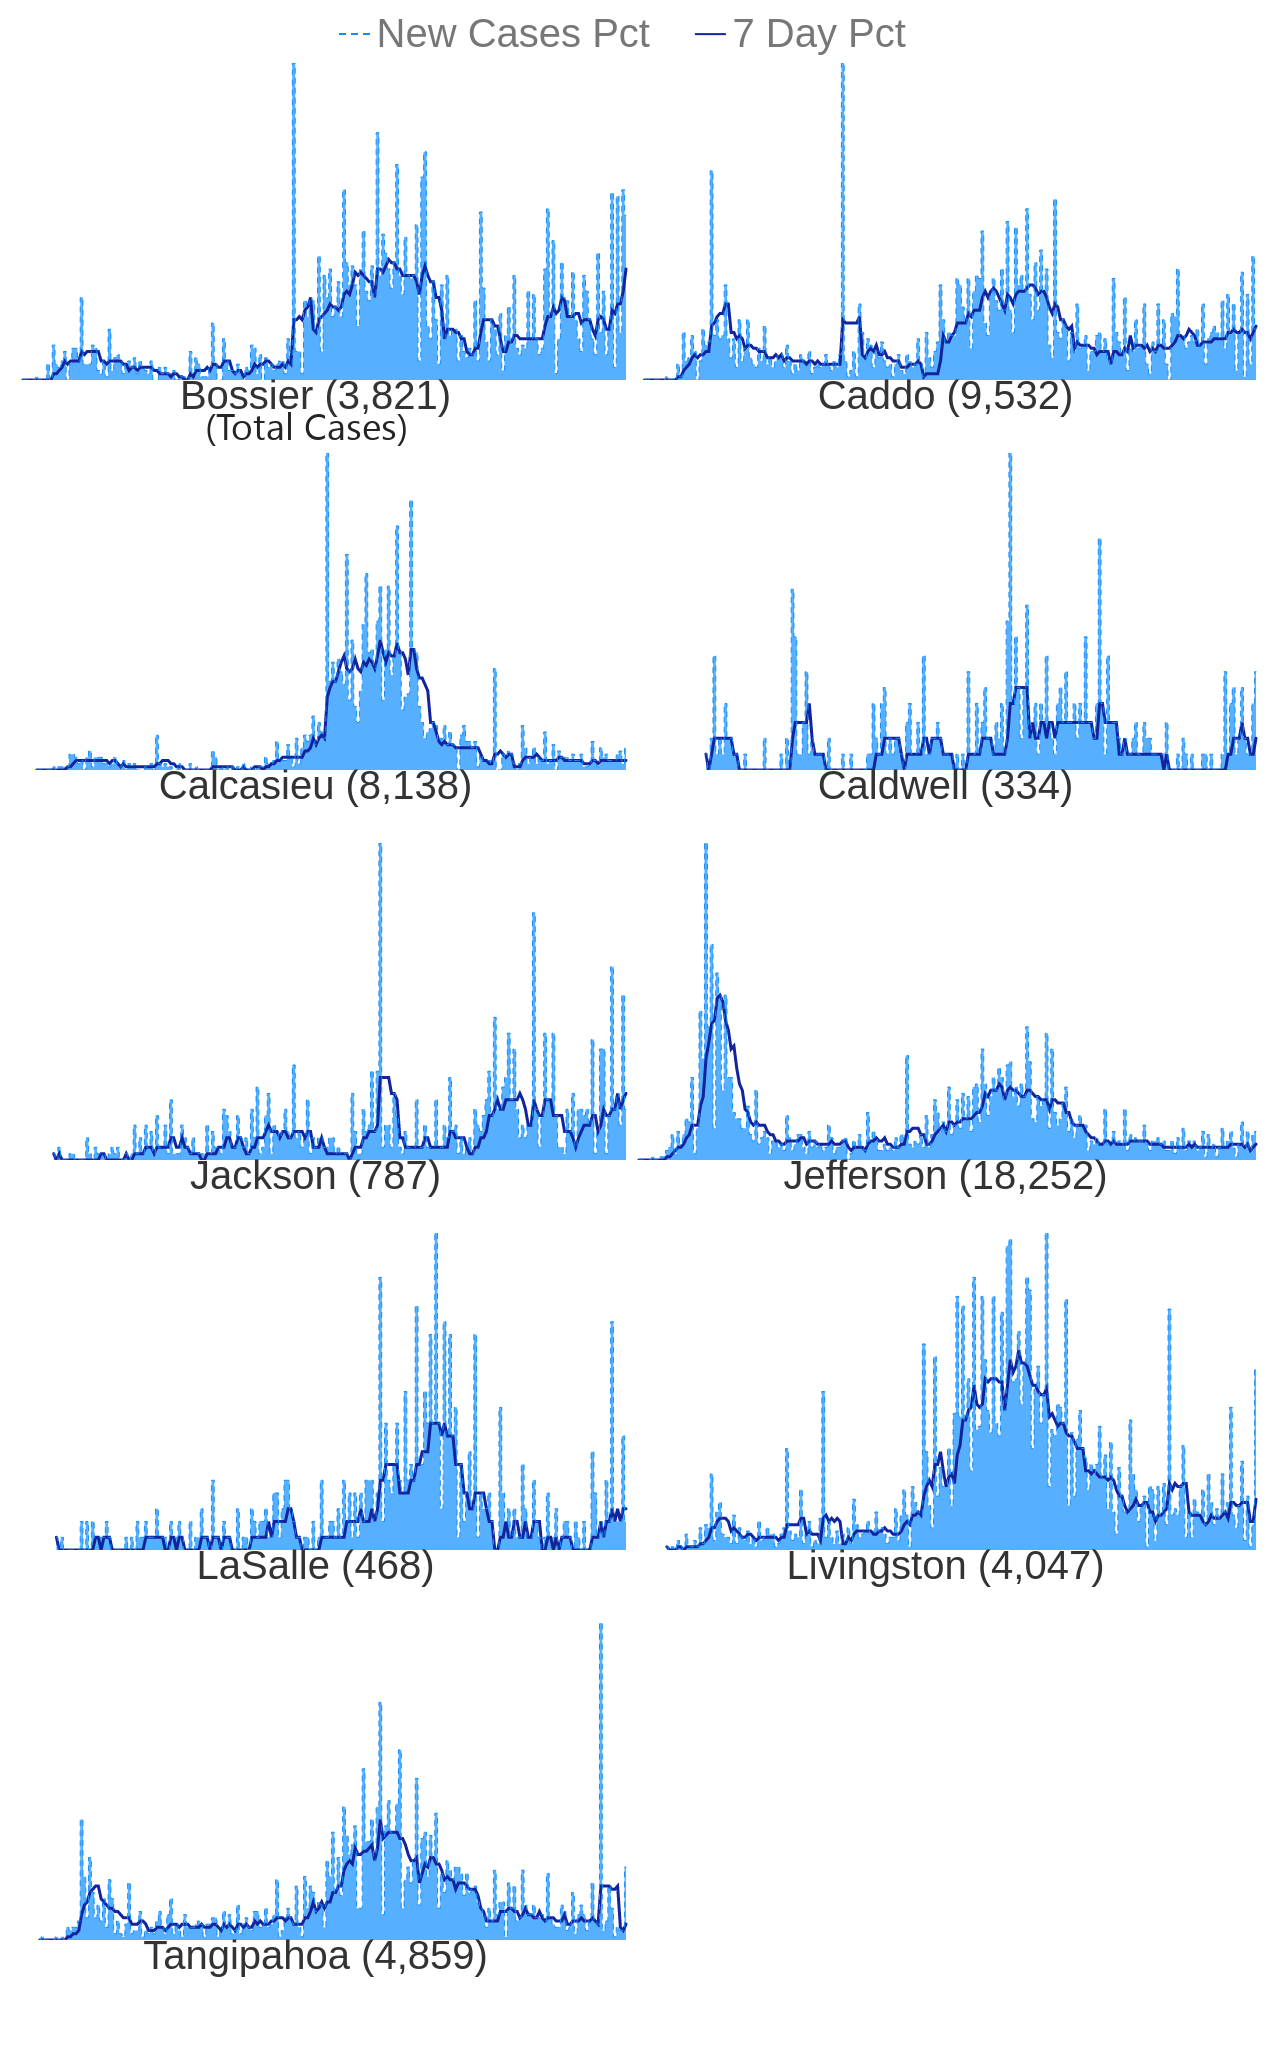 New Cases Pct 7 Day Pct
Bossier (3,821) Caddo (9,532)
(Total Cases)
Calcasieu (8,138) Caldwell (334)
Jackson (787) Jefferson (18,252)
LaSalle (468) Livingston (4,047)
Tangipahoa (4,859)